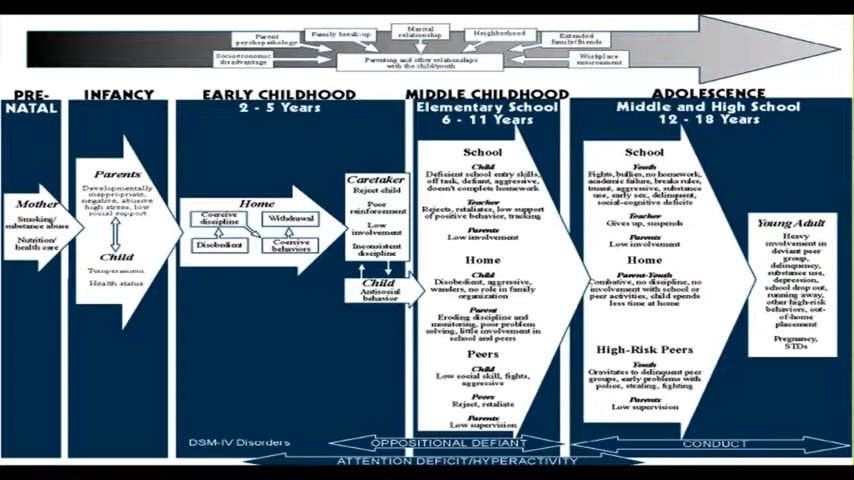 Parent
psychopathology
Family break-up
Marital
relationship
Neighborhood
Extended
family/friends
Socioeconomic
disadvantage
Parenting and other relationships
with the child/youth
Workplace
environment
PRE-
NATAL
INFANCY
EARLY CHILDHOOD
2 - 5 Years
MIDDLE CHILDHOOD
Elementary School
6 - 11 Years
ADOLESCENCE
Middle and High School
12 - 18 Years
Mother
Smoking/
substance abuse
Nutrition/
health care
Parents
Developmentally
inappropriate,
negative, abusive
high stress, low
social support
Child
Temperament
Health status
Home
Coercive
discipline
Withdrawal
Disobedient
Coercive
behaviors
Caretaker
Reject child
Poor
reinforcement
Low
involvement
Inconsistent
discipline
Child
Antisocial
behavior
School
Child
Deficient school entry skills,
off task, defiant, aggressive,
doesn't complete homework
Teacher
Rejects, retaliates, low support
of positive behavior, tracking
Parents
Low involvement
Home
Child
Disobedient, aggressive,
wanders, no role in family
organization
Parent
Eroding discipline and
monitoring, poor problem
solving, little involvement in
school and peers
Peers
Child
Low social skill, fights,
aggressive
Peers
Reject, retaliate
Parents
Low supervision
School
Youth
Fights, bullies, no homework,
academic failure, breaks rules,
truant, aggressive, substance
use, early sex, delinquent,
social-cognitive deficits
Teacher
Gives up, suspends
Parents
Low involvement
Home
Parent-Youth
Combative, no discipline, no
involvement with school or
peer activities, child spends
less time at home
High-Risk Peers
Youth
Gravitates to delinquent peer
groups, early problems with
police, stealing, fighting
Parents
Low supervision
Young Adult
Heavy
involvement in
deviant peer
group,
delinquency,
substance use,
depression,
school drop out,
running away,
other high-risk
behaviors, out-
of-home
placement
Pregnancy,
STDs
DSM-IV Disorders
OPPOSITIONAL DEFIANT
CONDUCT
ATTENTION DEFICIT/HYPERACTIVITY